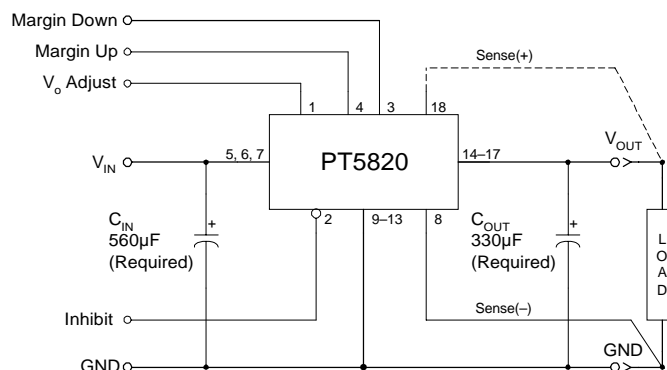 Margin Down
Margin Up
Vo Adjust
Sense(+)
1
4
3
18
VOUT
VIN
5, 6, 7
PT5820
14–17
2
9–13
8
CIN
560µF
(Required)
+
COUT
330µF
(Required)
+
LOAD
Inhibit
Sense(–)
GND
GND